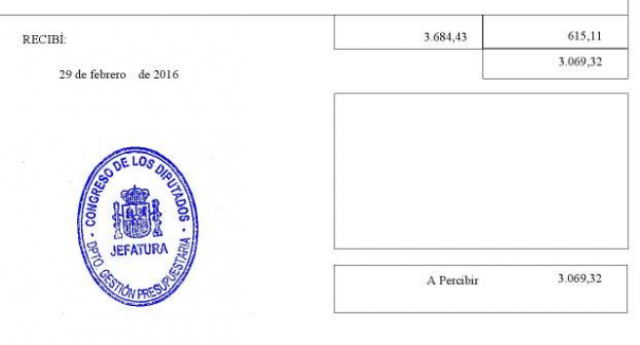 RECIBÍ: 3.684,43 615,11
3.069,32
29 de febrero de 2016
CONGRESO DE LOS DIPUTADOS
JEFATURA
DPTO GESTIÓN PRESUPUESTARIA
A Percibir 3.069,32